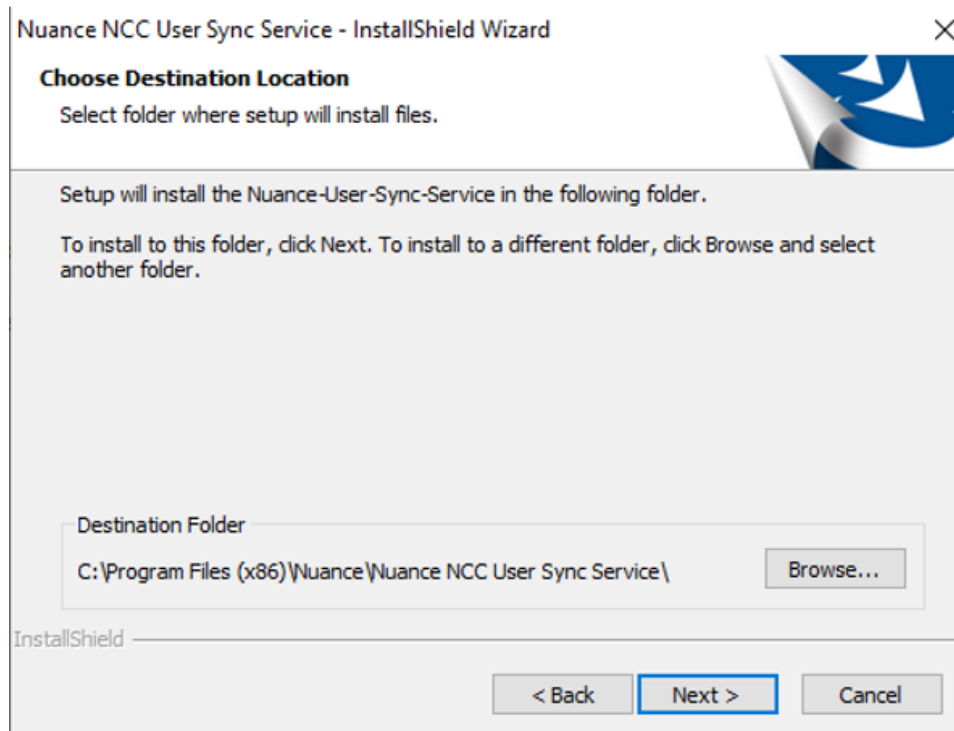 Nuance NCC User Sync Service - InstallShield Wizard
Choose Destination Location
Select folder where setup will install files.
Setup will install the Nuance-User-Sync-Service in the following folder.
To install to this folder, click Next. To install to a different folder, click Browse and select
another folder.
Destination Folder
C:\Program Files (x86)\Nuance\Nuance NCC User Sync Service\
Browse...
InstallShield
< Back
Next >
Cancel